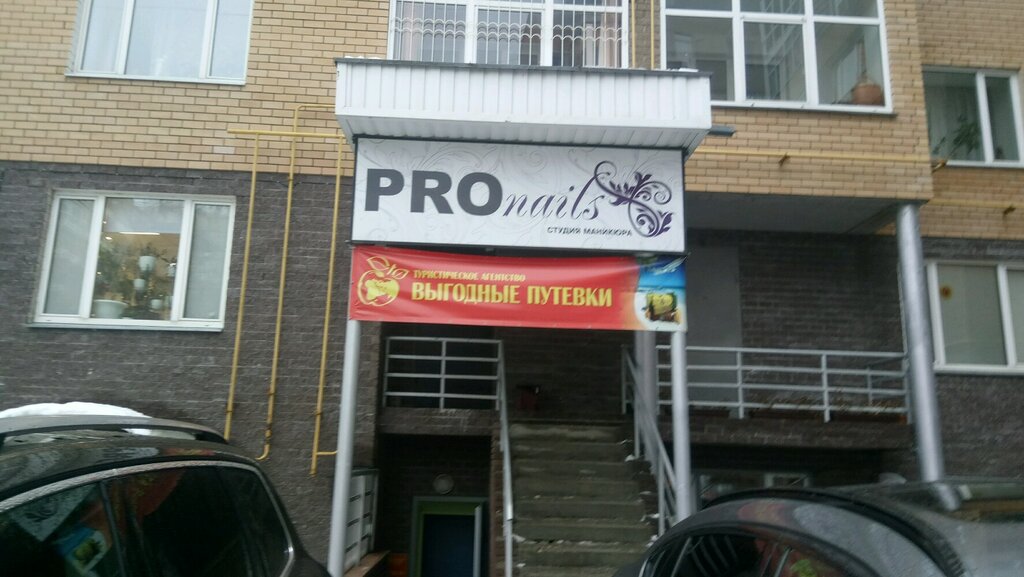 PROnails
СТУДИЯ МАНИКЮРА
ТУРИСТИЧЕСКОЕ АГЕНТСТВО
ВЫГОДНЫЕ ПУТЕВКИ